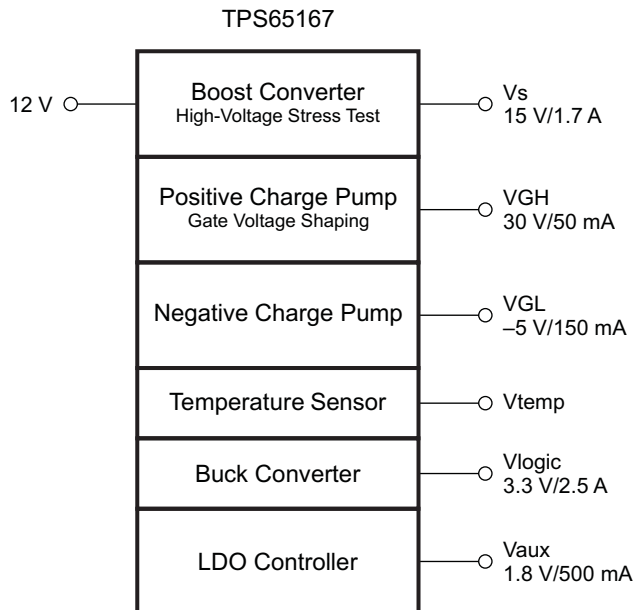 TPS65167
12 V
Boost Converter
High-Voltage Stress Test
Vs
15 V/1.7 A
Positive Charge Pump
Gate Voltage Shaping
VGH
30 V/50 mA
Negative Charge Pump
VGL
–5 V/150 mA
Temperature Sensor
Vtemp
Buck Converter
Vlogic
3.3 V/2.5 A
LDO Controller
Vaux
1.8 V/500 mA